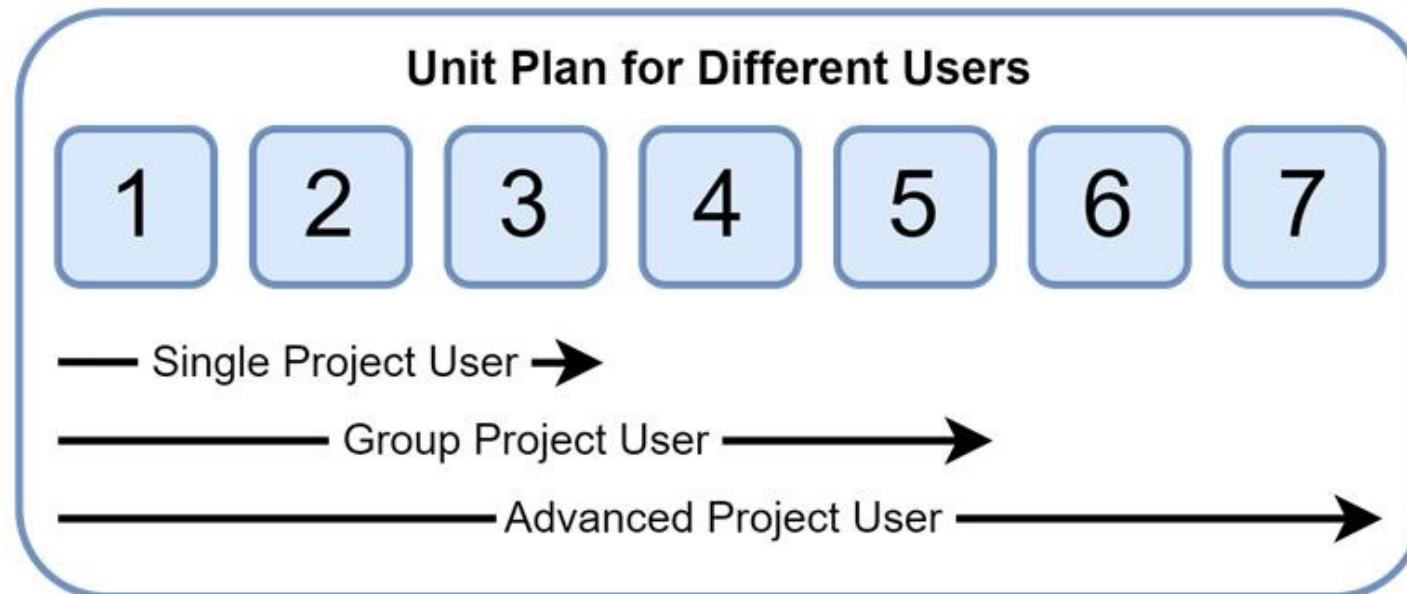 Unit Plan for Different Users
1 2 3 4 5 6 7
Single Project User
Group Project User
Advanced Project User